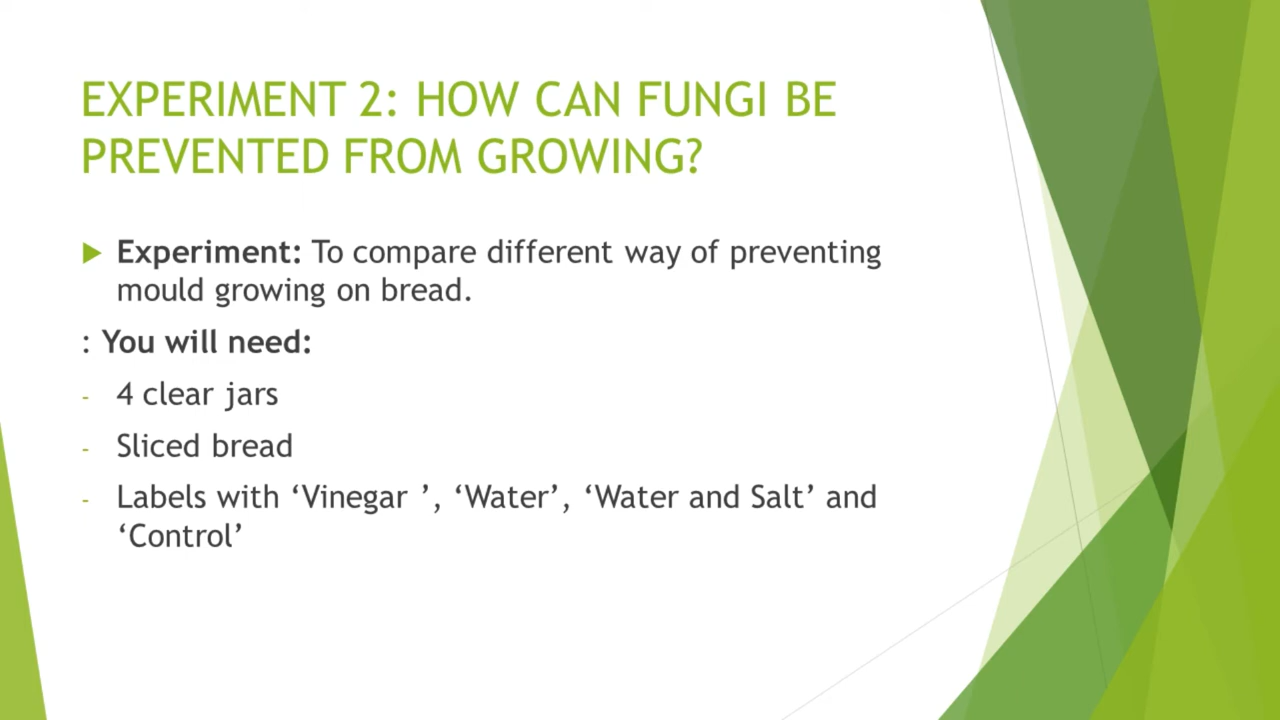 EXPERIMENT 2: HOW CAN FUNGI BE
PREVENTED FROM GROWING?
Experiment: To compare different way of preventing
mould growing on bread.
: You will need:
- 4 clear jars
- Sliced bread
- Labels with ‘Vinegar ’, ‘Water’, ‘Water and Salt’ and
‘Control’